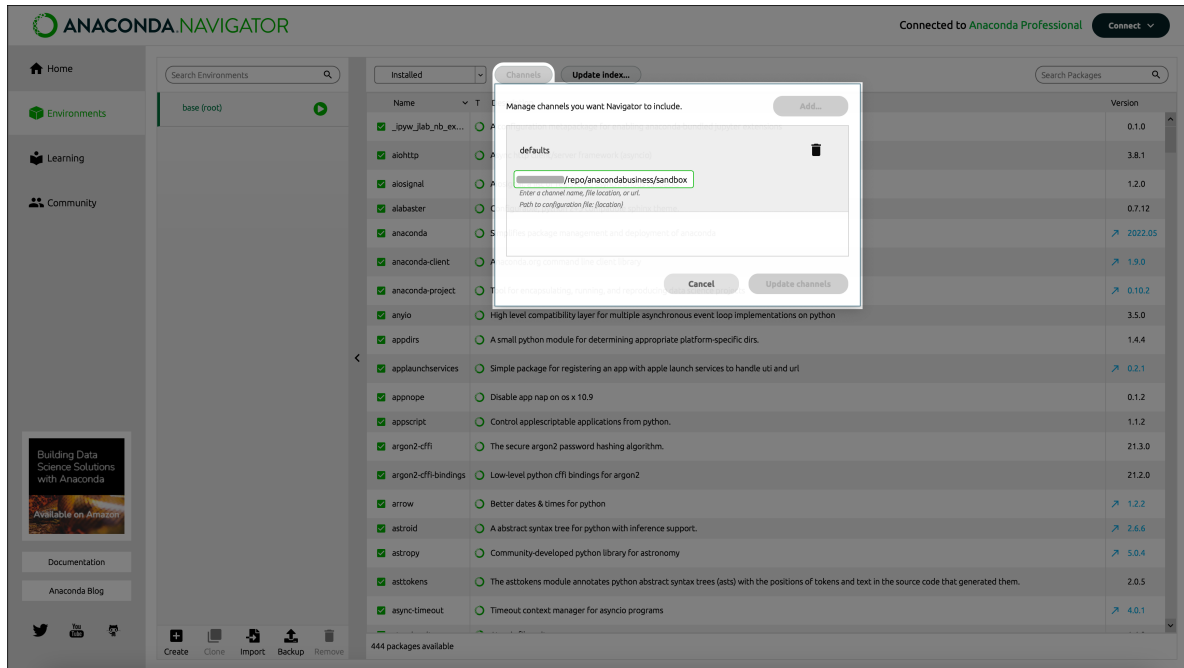 ANACONDA.NAVIGATOR
Connected to Anaconda Professional
Connect
Home
Environments
Learning
Community
Building Data
Science Solutions
with Anaconda
Available on Amazon
Documentation
Anaconda Blog
You
Tube
Search Environments
base (root)
Create Clone Import Backup Remove
Installed Channels Update index... Search Packages
Name T Version
Manage channels you want Navigator to include. Add...
defaults
/repo/anacondabusiness/sandbox
Enter a channel name, file location, or url.
Path to configuration file: {location}
Cancel Update channels
_ipyw_jlab_nb_ex... 0.1.0
aiohttp 3.8.1
aiosignal 1.2.0
alabaster 0.7.12
anaconda 2022.05
anaconda-client 1.9.0
anaconda-project 0.10.2
anyio High level compatibility layer for multiple asynchronous event loop implementations on python 3.5.0
appdirs A small python module for determining appropriate platform-specific dirs. 1.4.4
applaunchservices Simple package for registering an app with apple launch services to handle uti and url 0.2.1
appnope Disable app nap on os x 10.9 0.1.2
appscript Control applescriptable applications from python. 1.1.2
argon2-cffi The secure argon2 password hashing algorithm. 21.3.0
argon2-cffi-bindings Low-level python cffi bindings for argon2 21.2.0
arrow Better dates & times for python 1.2.2
astroid A abstract syntax tree for python with inference support. 2.6.6
astropy Community-developed python library for astronomy 5.0.4
asttokens The asttokens module annotates python abstract syntax trees (asts) with the positions of tokens and text in the source code that generated them. 2.0.5
async-timeout Timeout context manager for asyncio programs 4.0.1
444 packages available